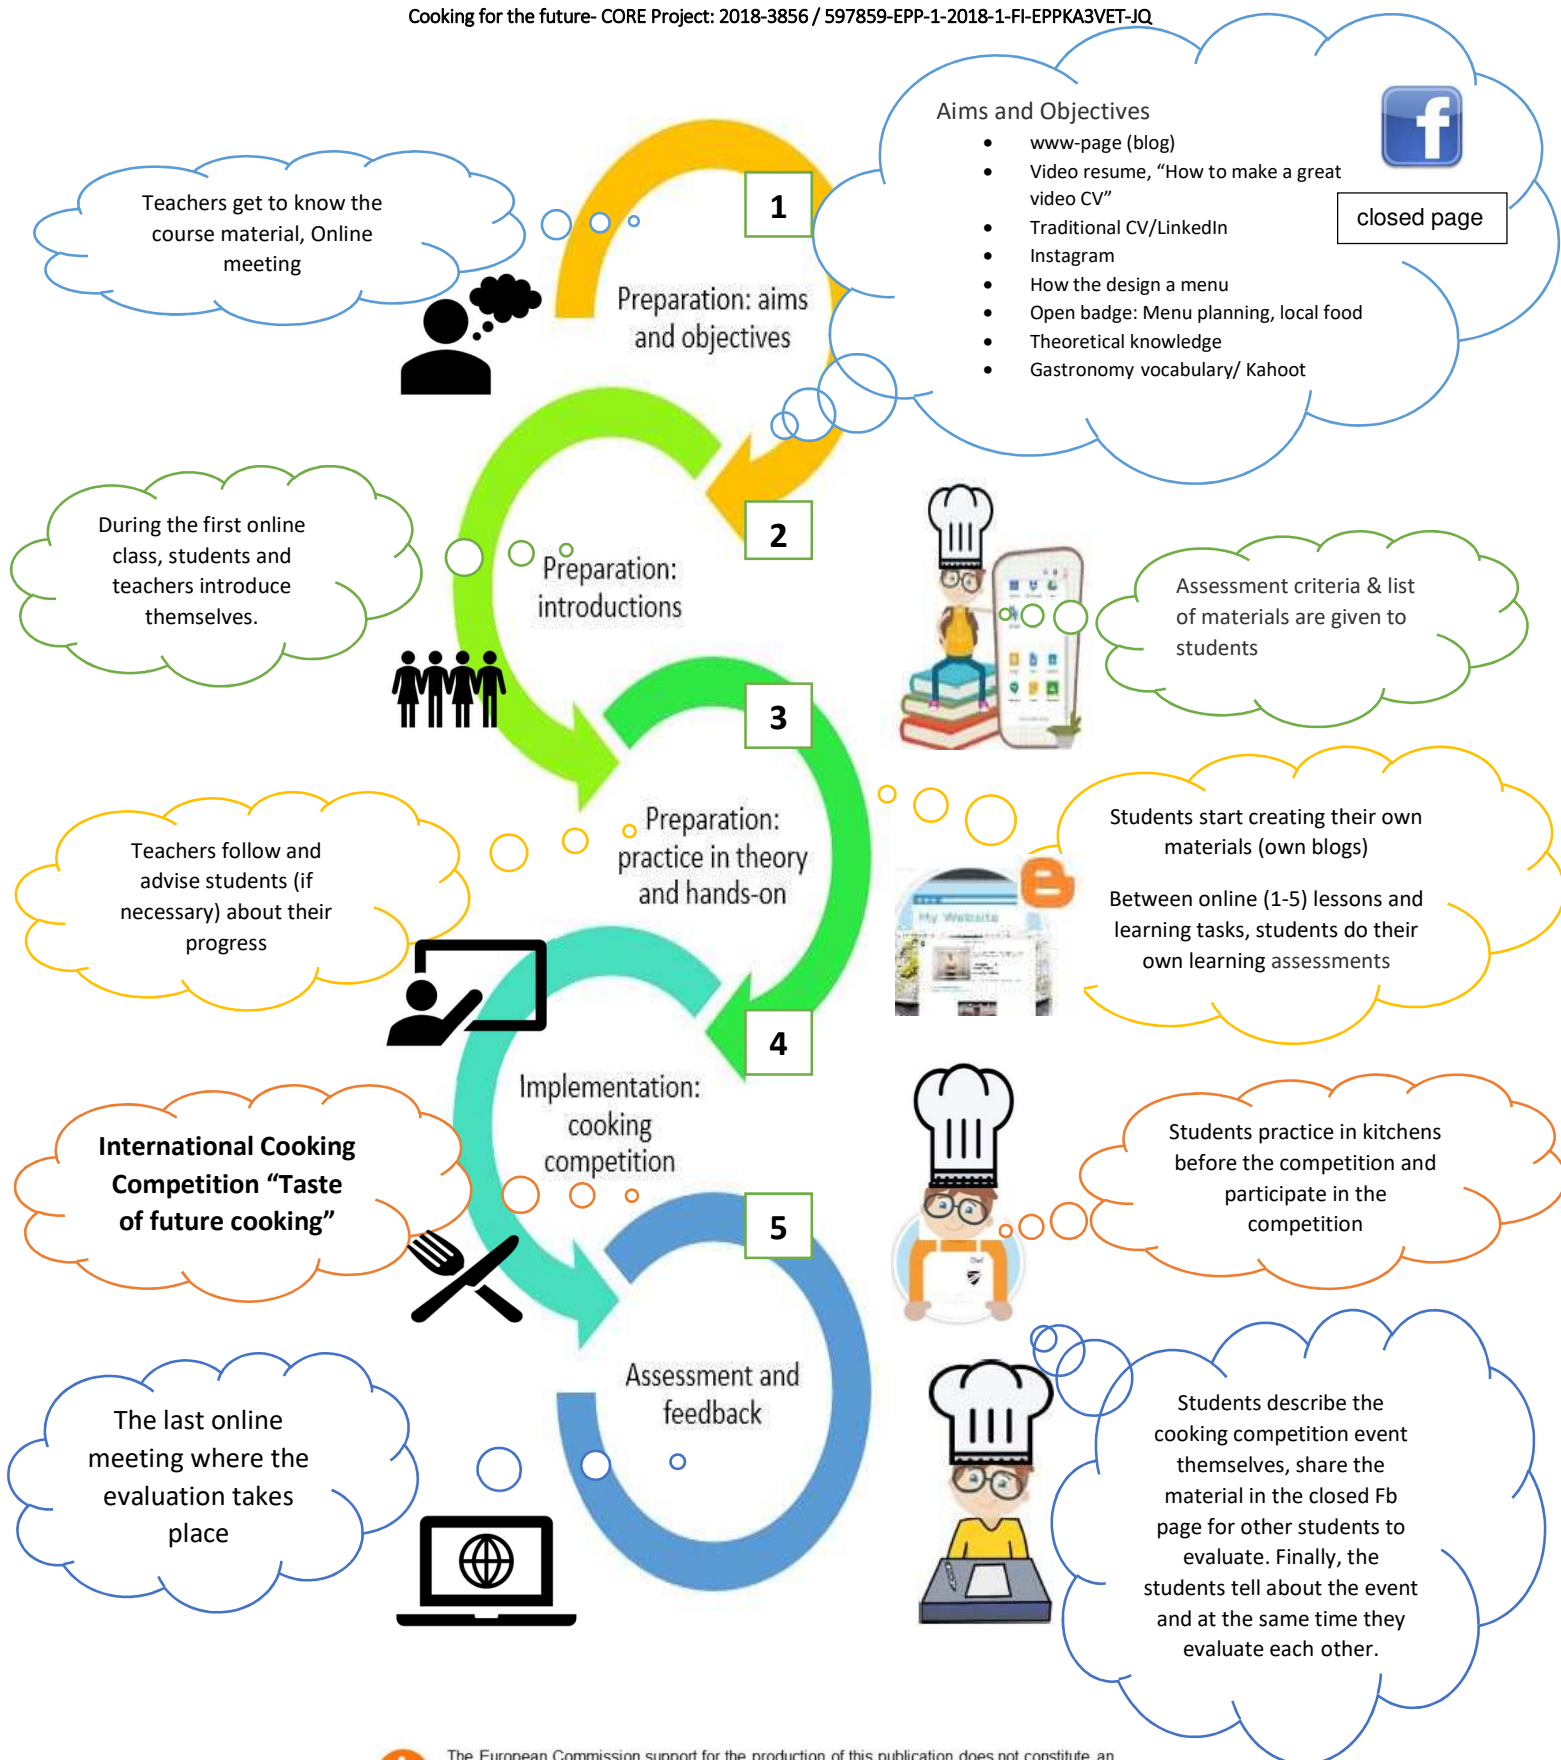 Cooking for the future- CORE Project: 2018-3856 / 597859-EPP-1-2018-1-FI-EPPKA3VET-JQ
Aims and Objectives
• www-page (blog)
• Video resume, “How to make a great
video CV”
• Traditional CV/LinkedIn
• Instagram
• How the design a menu
• Open badge: Menu planning, local food
• Theoretical knowledge
• Gastronomy vocabulary/ Kahoot
f
closed page
Teachers get to know the
course material, Online
meeting
1
Preparation: aims
and objectives
2
During the first online
class, students and
teachers introduce
themselves.
Preparation:
introductions
Assessment criteria & list
of materials are given to
students
3
Teachers follow and
advise students (if
necessary) about their
progress
Preparation:
practice in theory
and hands-on
Students start creating their own
materials (own blogs)
Between online (1-5) lessons and
learning tasks, students do their
own learning assessments
My Website
4
Implementation:
cooking
competition
International Cooking
Competition “Taste
of future cooking”
Students practice in kitchens
before the competition and
participate in the
competition
Chef
5
Assessment and
feedback
The last online
meeting where the
evaluation takes
place
Students describe the
cooking competition event
themselves, share the
material in the closed Fb
page for other students to
evaluate. Finally, the
students tell about the event
and at the same time they
evaluate each other.
The European Commission support for the production of this publication does not constitute an